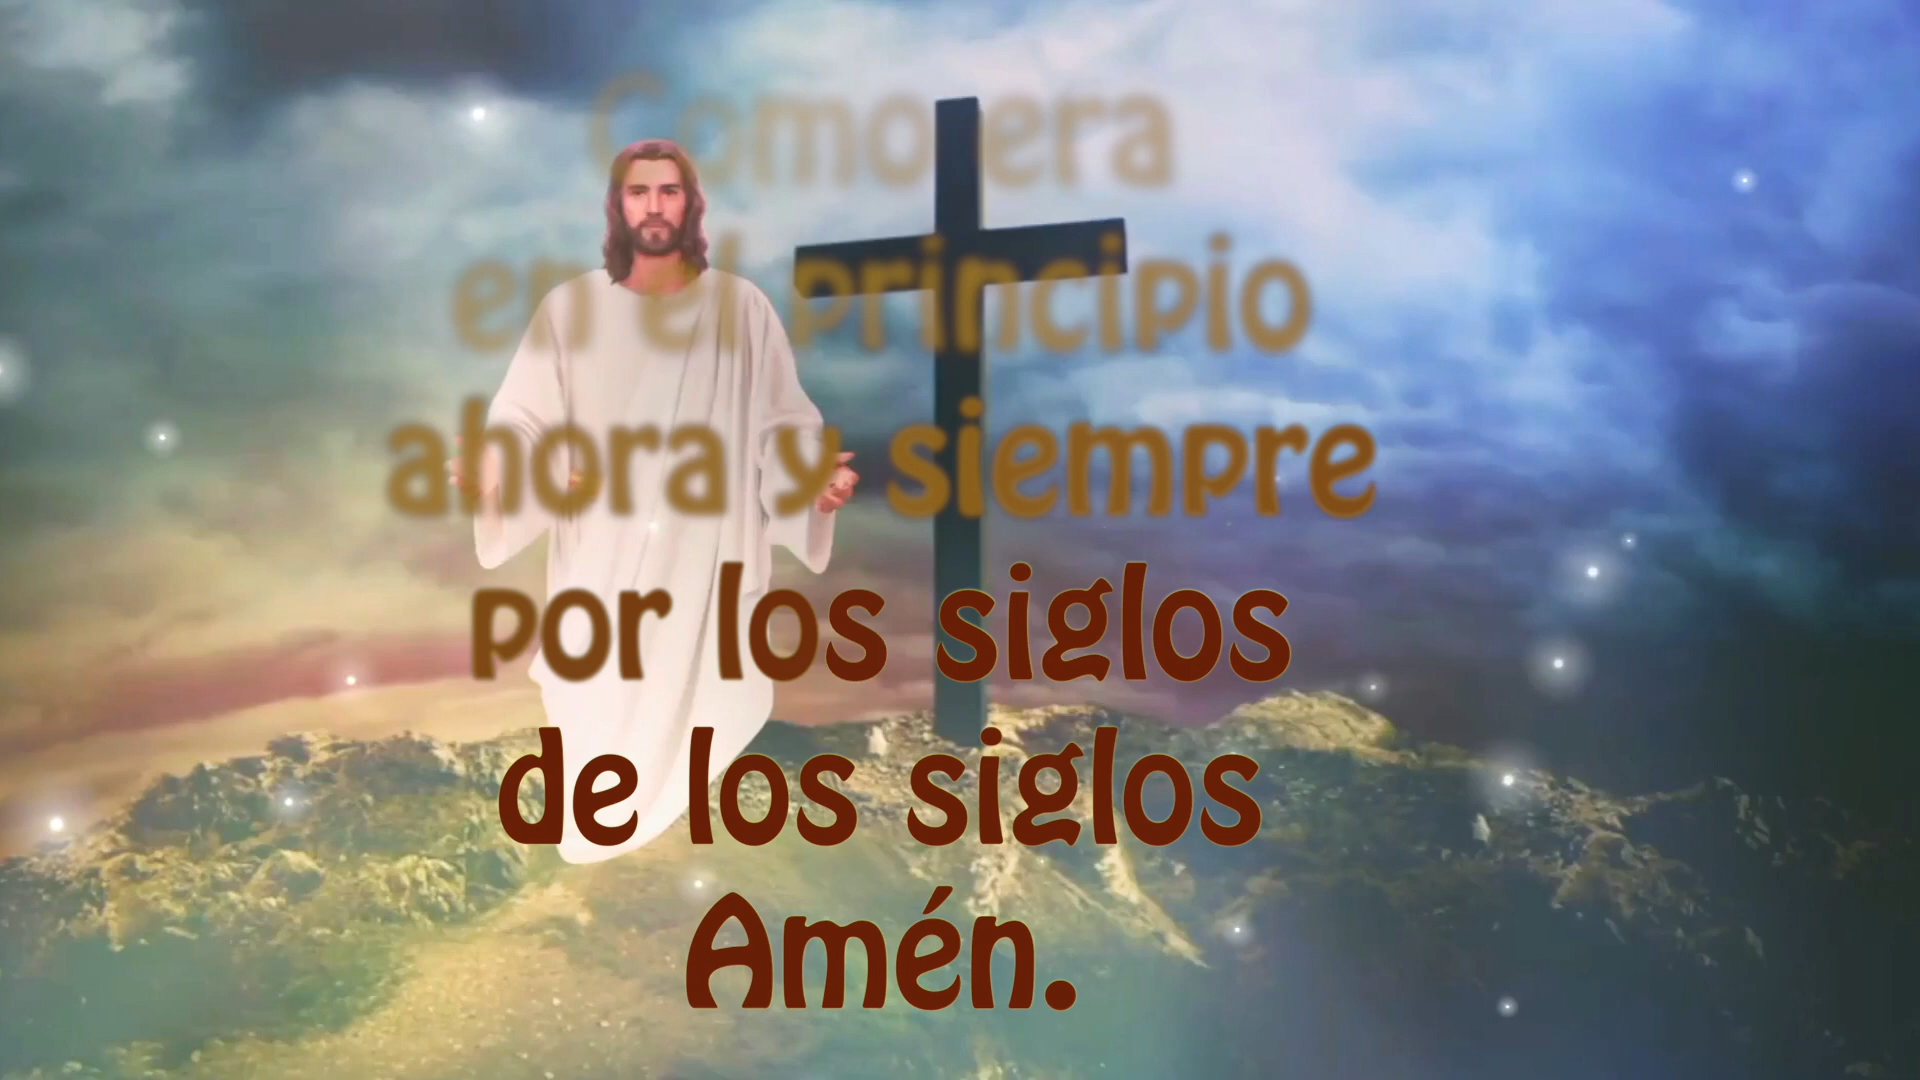 Como era
en el principio
ahora y siempre
por los siglos
de los siglos
Amén.